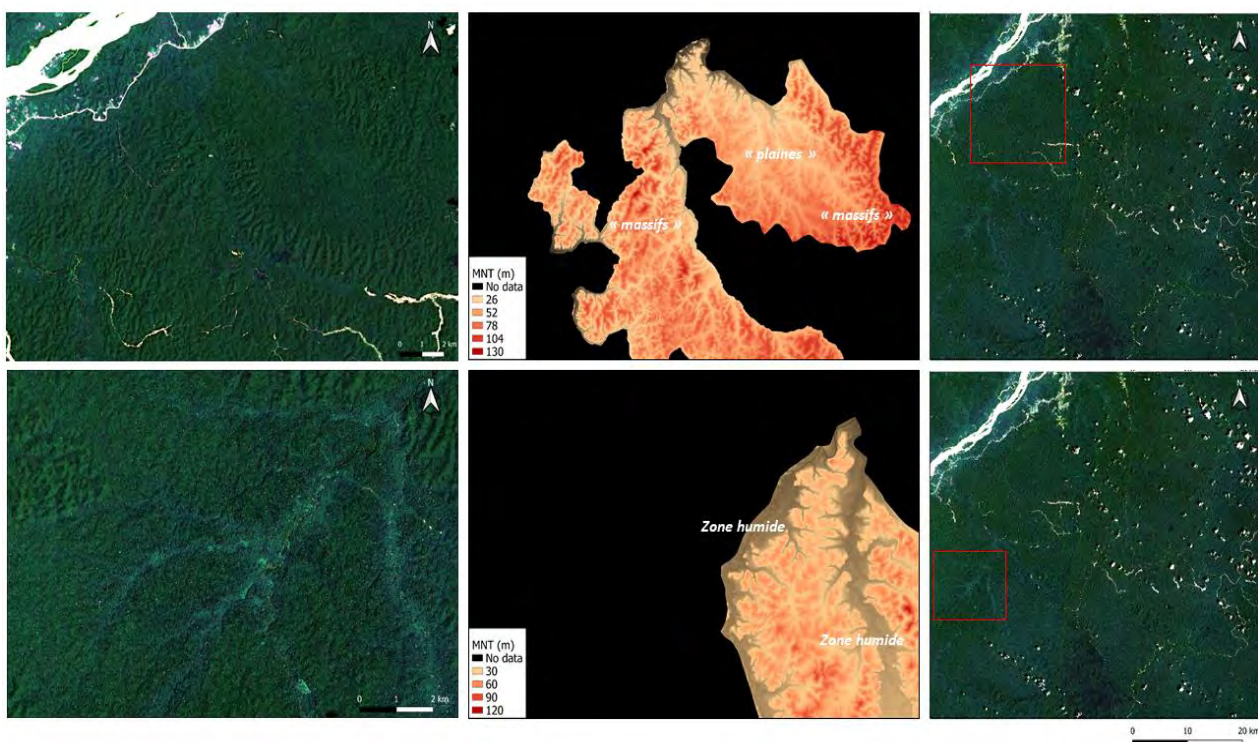 N
0 1 2 km
« plaines »
« massifs »
« massifs »
MNT (m)
No data
26
52
78
104
130
N
N
0 1 2 km
Zone humide
Zone humide
MNT (m)
No data
30
60
90
120
N
0 10 20 km